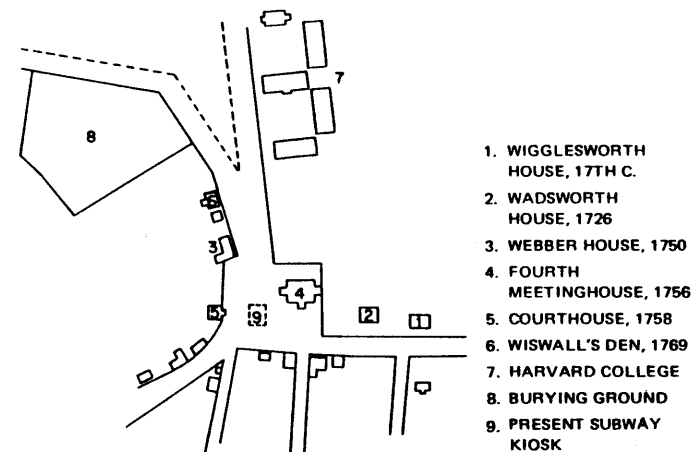 7
8
6
3
4
5
9
2
1
1. WIGGLESWORTH
HOUSE, 17TH C.
2. WADSWORTH
HOUSE, 1726
3. WEBBER HOUSE, 1750
4. FOURTH
MEETINGHOUSE, 1756
5. COURTHOUSE, 1758
6. WISWALL'S DEN, 1769
7. HARVARD COLLEGE
8. BURYING GROUND
9. PRESENT SUBWAY
KIOSK